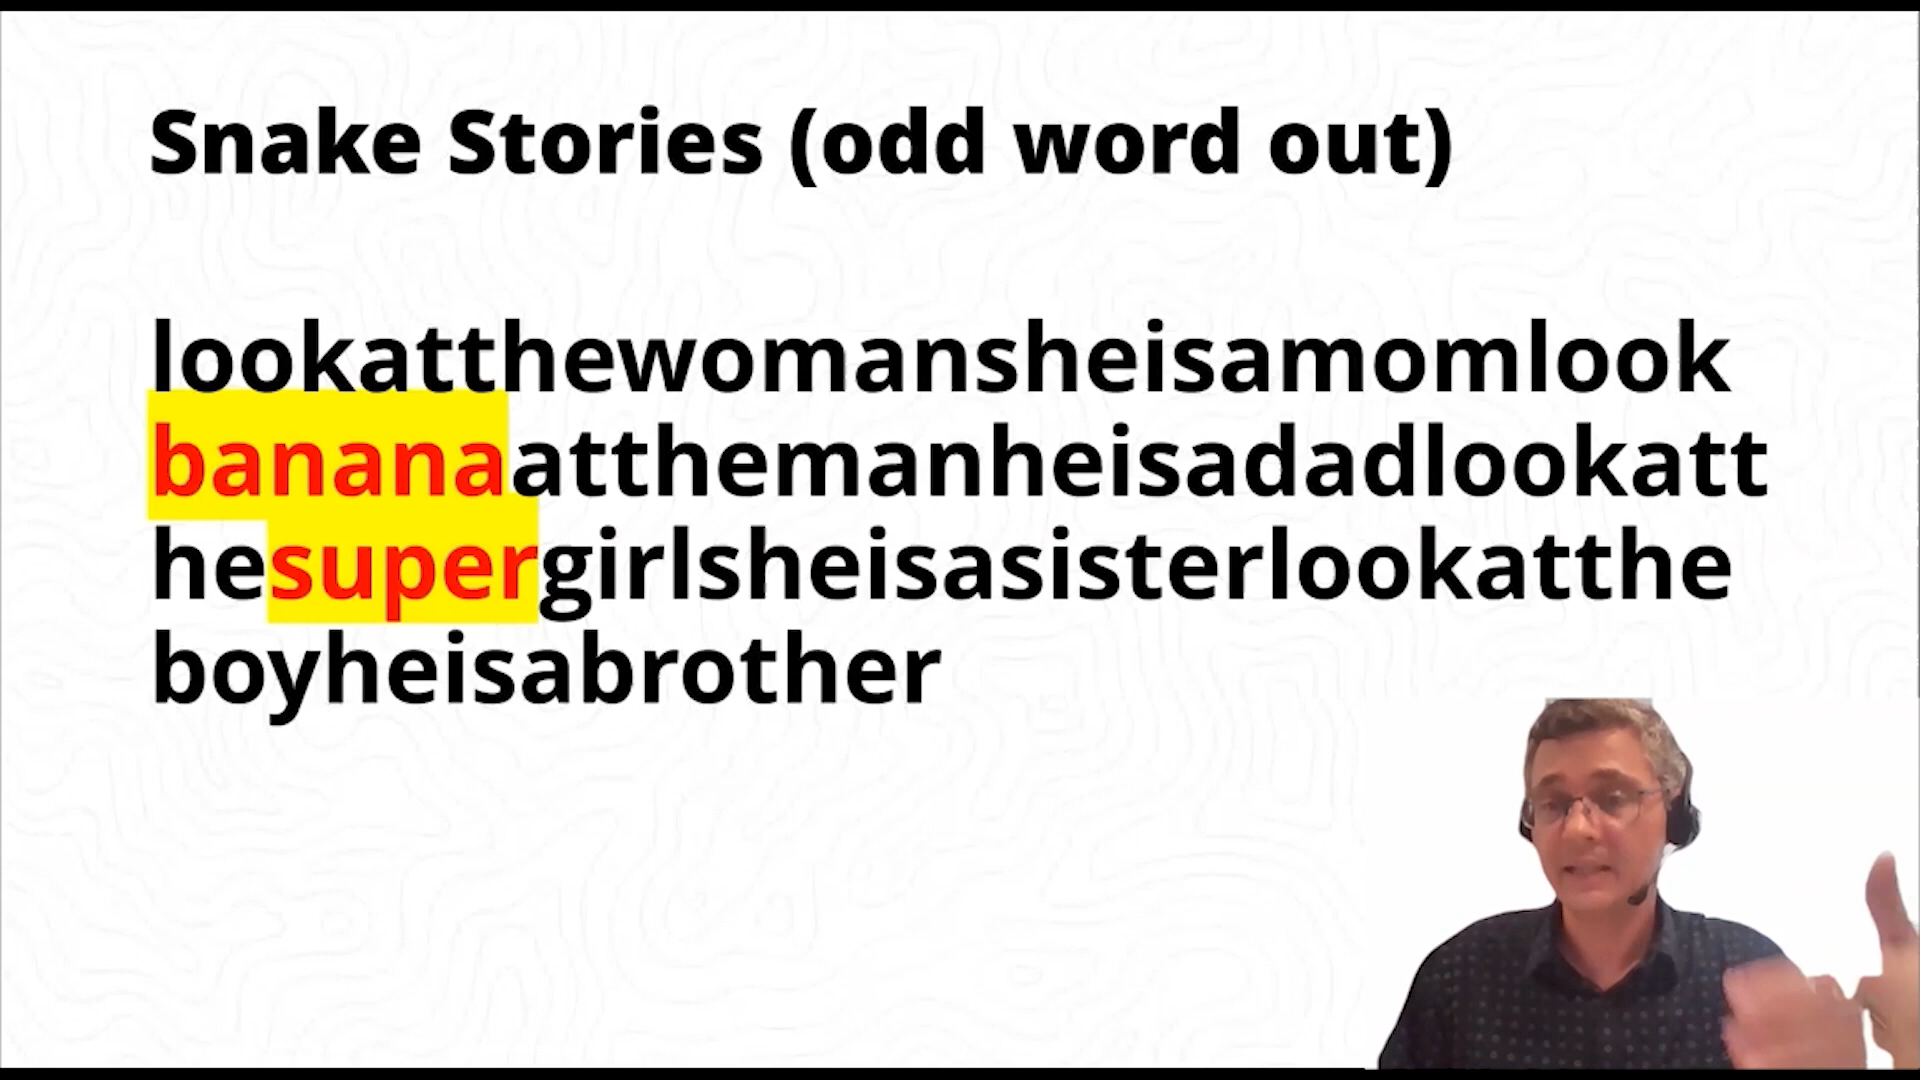 Snake Stories (odd word out)
lookatthewomansheisamomlook
bananaatthemanheisadadlookatt
hesupergirlsheisasisterlookatthe
boyheisabrother